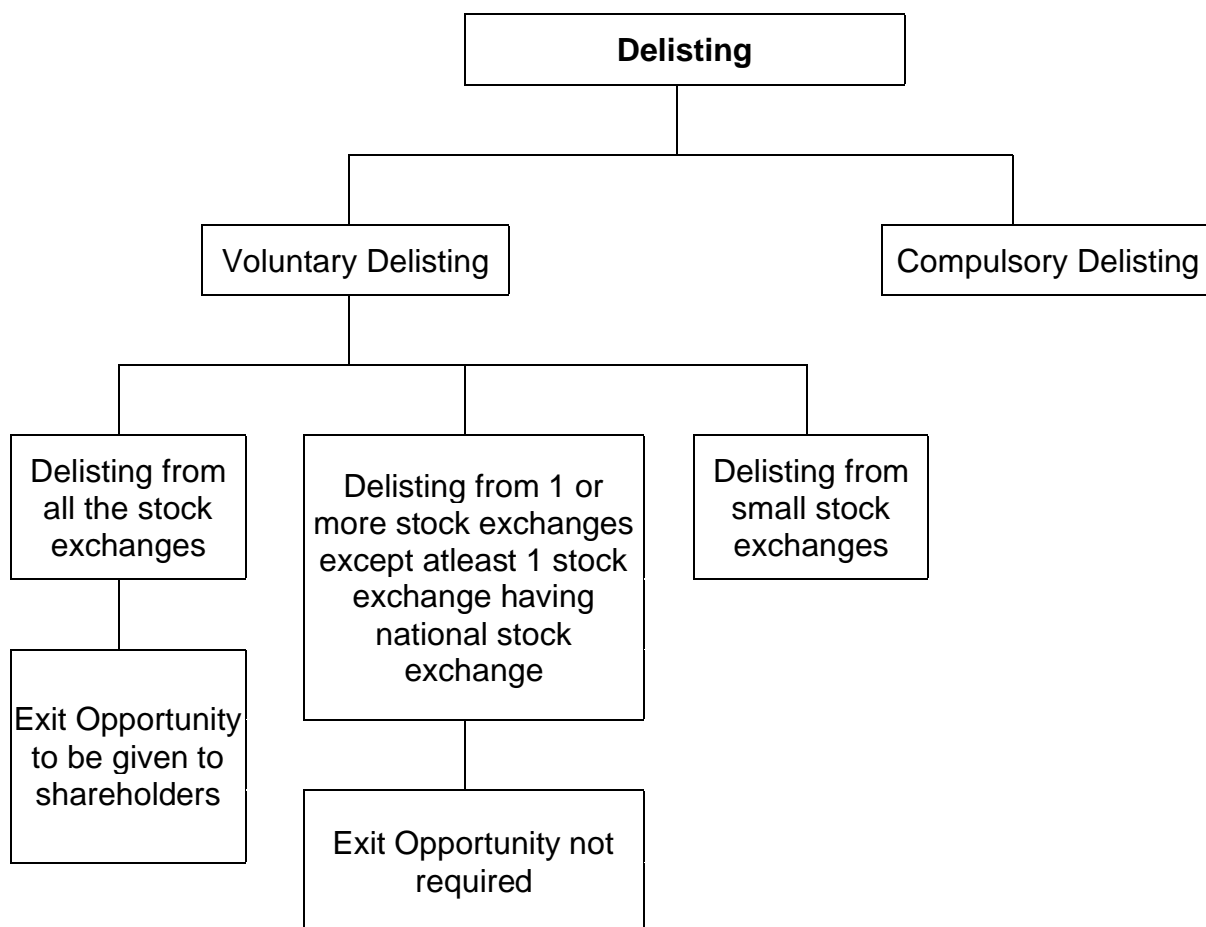 Delisting
Voluntary Delisting
Compulsory Delisting
Delisting from
all the stock
exchanges
Delisting from 1 or
more stock exchanges
except atleast 1 stock
exchange having
national stock
exchange
Delisting from
small stock
exchanges
Exit Opportunity
to be given to
shareholders
Exit Opportunity not
required